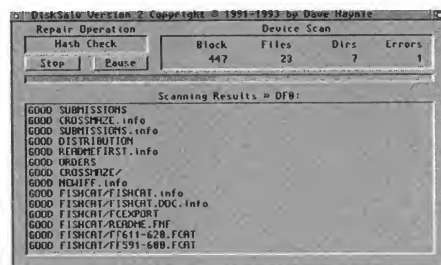 DiskSalv Version 2 Copyright © 1991-1993 by Dave Haynie
Repair Operation
Device Scan
Hash Check
Block Files Dirs Errors
447 23 7 1
Stop Pause
Scanning Results » DF0:
GOOD SUBMISSIONS
GOOD CROSSMAZE.info
GOOD SUBMISSIONS.info
GOOD DISTRIBUTION
GOOD READMEFIRST.info
GOOD ORDERS
GOOD CROSSMAZE/
GOOD NEWIFF.info
GOOD FISHCAT/FISHCAT.info
GOOD FISHCAT/FISHCAT.DOC.info
GOOD FISHCAT/FCEXPORT
GOOD FISHCAT/README.FMF
GOOD FISHCAT/FF611-620.FCAT
GOOD FISHCAT/FF591-600.FCAT